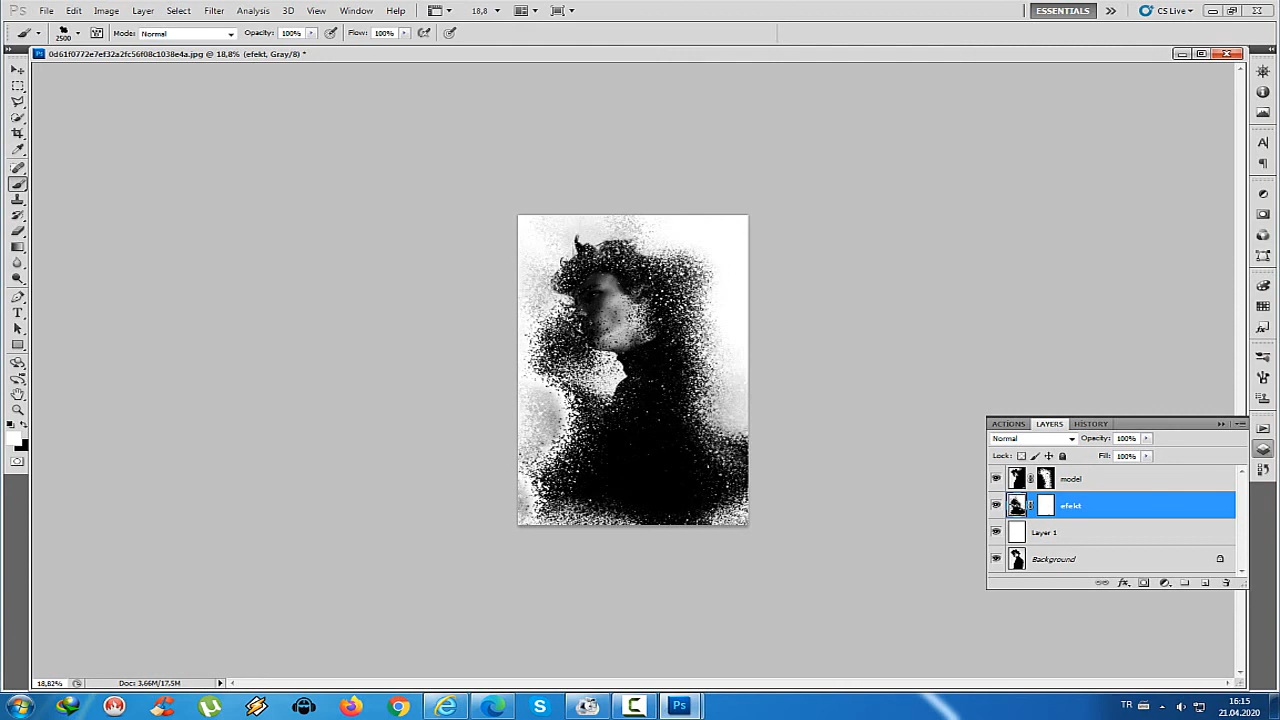 Ps File Edit Image Layer Select Filter Analysis 3D View Window Help 18,8 ESSENTIALS CS Live
2500 Mode: Normal Opacity: 100% Flow: 100%
0d61f0772e7ef32a2fc56f08c1038e4a.jpg @ 18,8% (efekt, Gray/8) *
ACTIONS LAYERS HISTORY
Normal Opacity: 100%
Lock: Fill: 100%
model
efekt
Layer 1
Background
18,82% Doc: 3,66M/17,5M
TR 16:15
21.04.2020